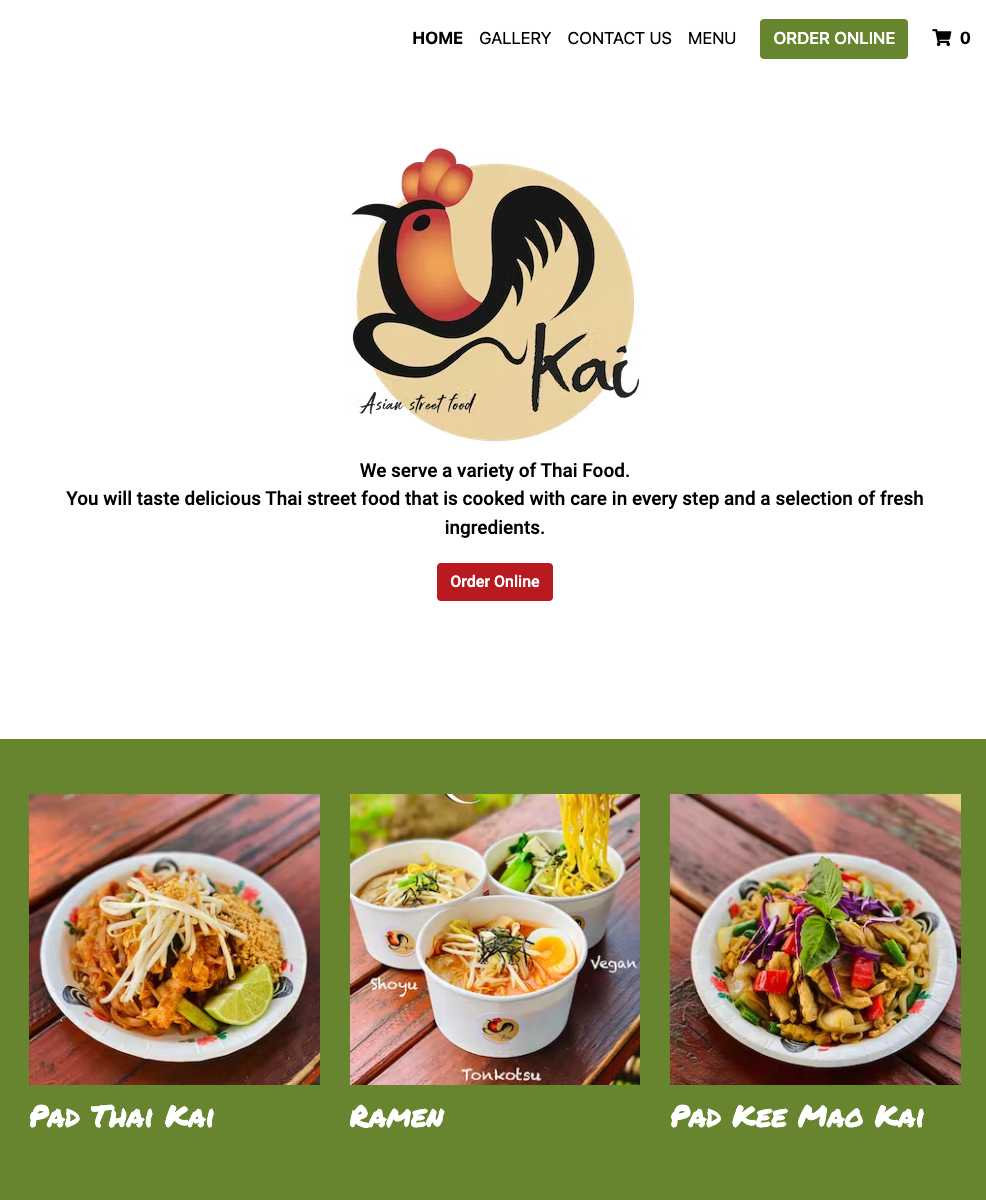 HOME GALLERY CONTACT US MENU ORDER ONLINE 0
Kai
Asian street food
We serve a variety of Thai Food.
You will taste delicious Thai street food that is cooked with care in every step and a selection of fresh
ingredients.
Order Online
Shoyu
Vegan
Tonkotsu
Pad Thai Kai
Ramen
Pad Kee Mao Kai